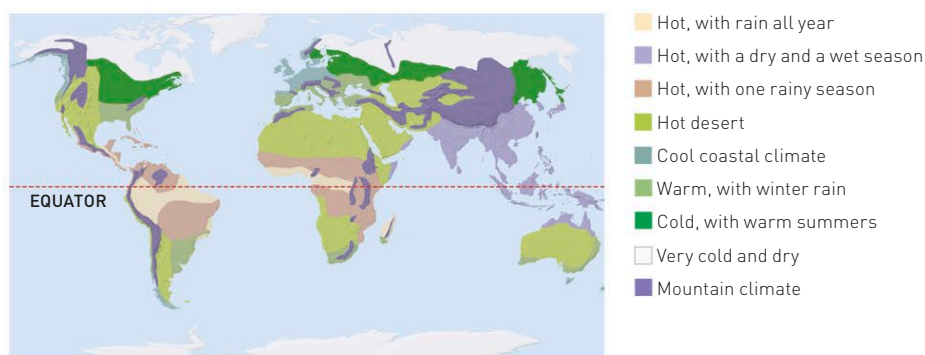 EQUATOR
Hot, with rain all year
Hot, with a dry and a wet season
Hot, with one rainy season
Hot desert
Cool coastal climate
Warm, with winter rain
Cold, with warm summers
Very cold and dry
Mountain climate